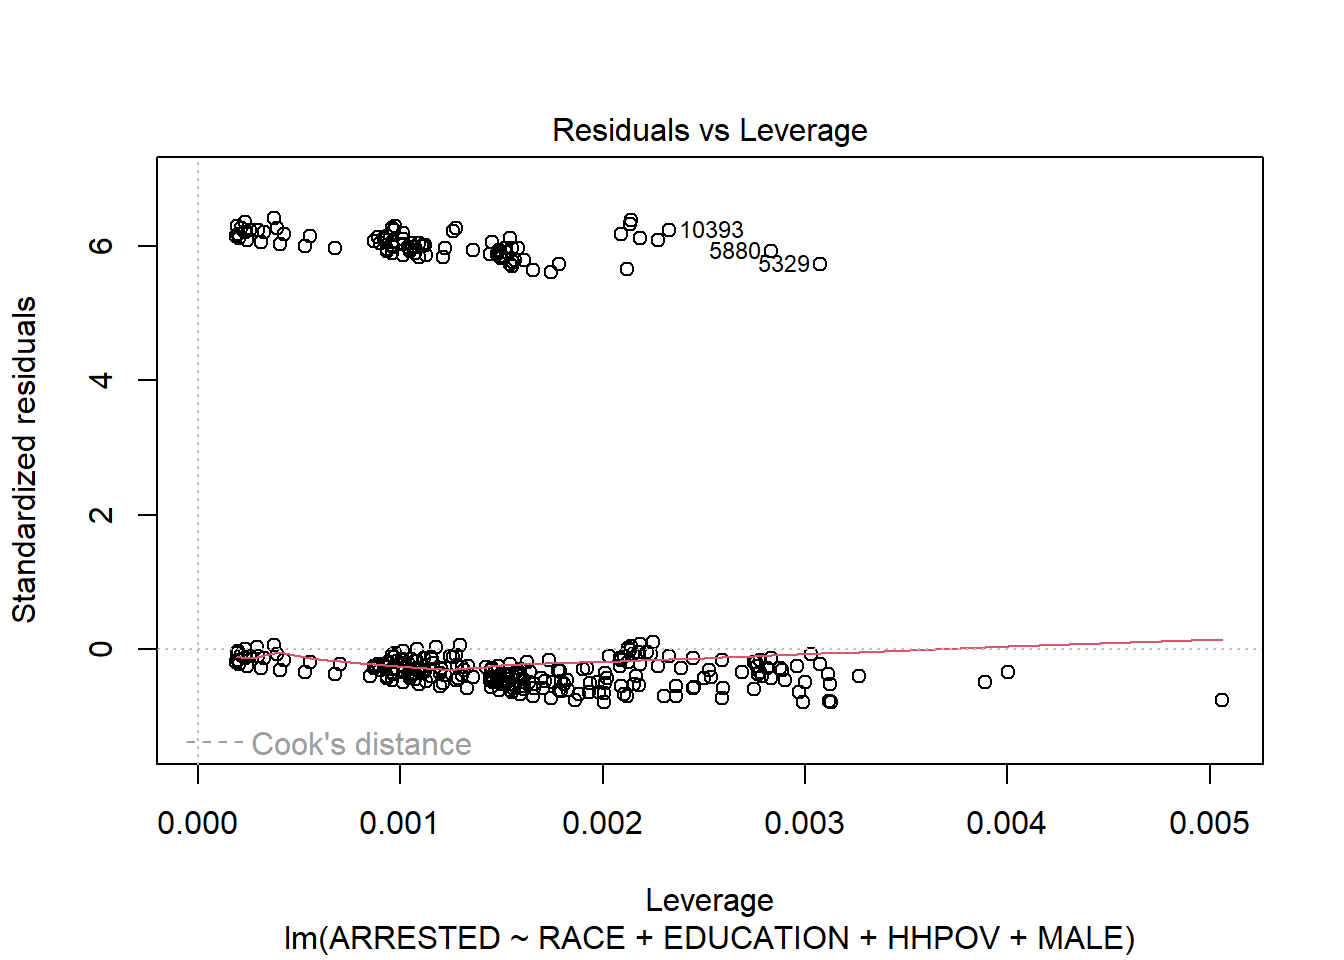 Residuals vs Leverage
Standardized residuals
6
4
2
0
10393
5880
5329
Cook's distance
0.000 0.001 0.002 0.003 0.004 0.005
Leverage
lm(ARRESTED ~ RACE + EDUCATION + HHPOV + MALE)